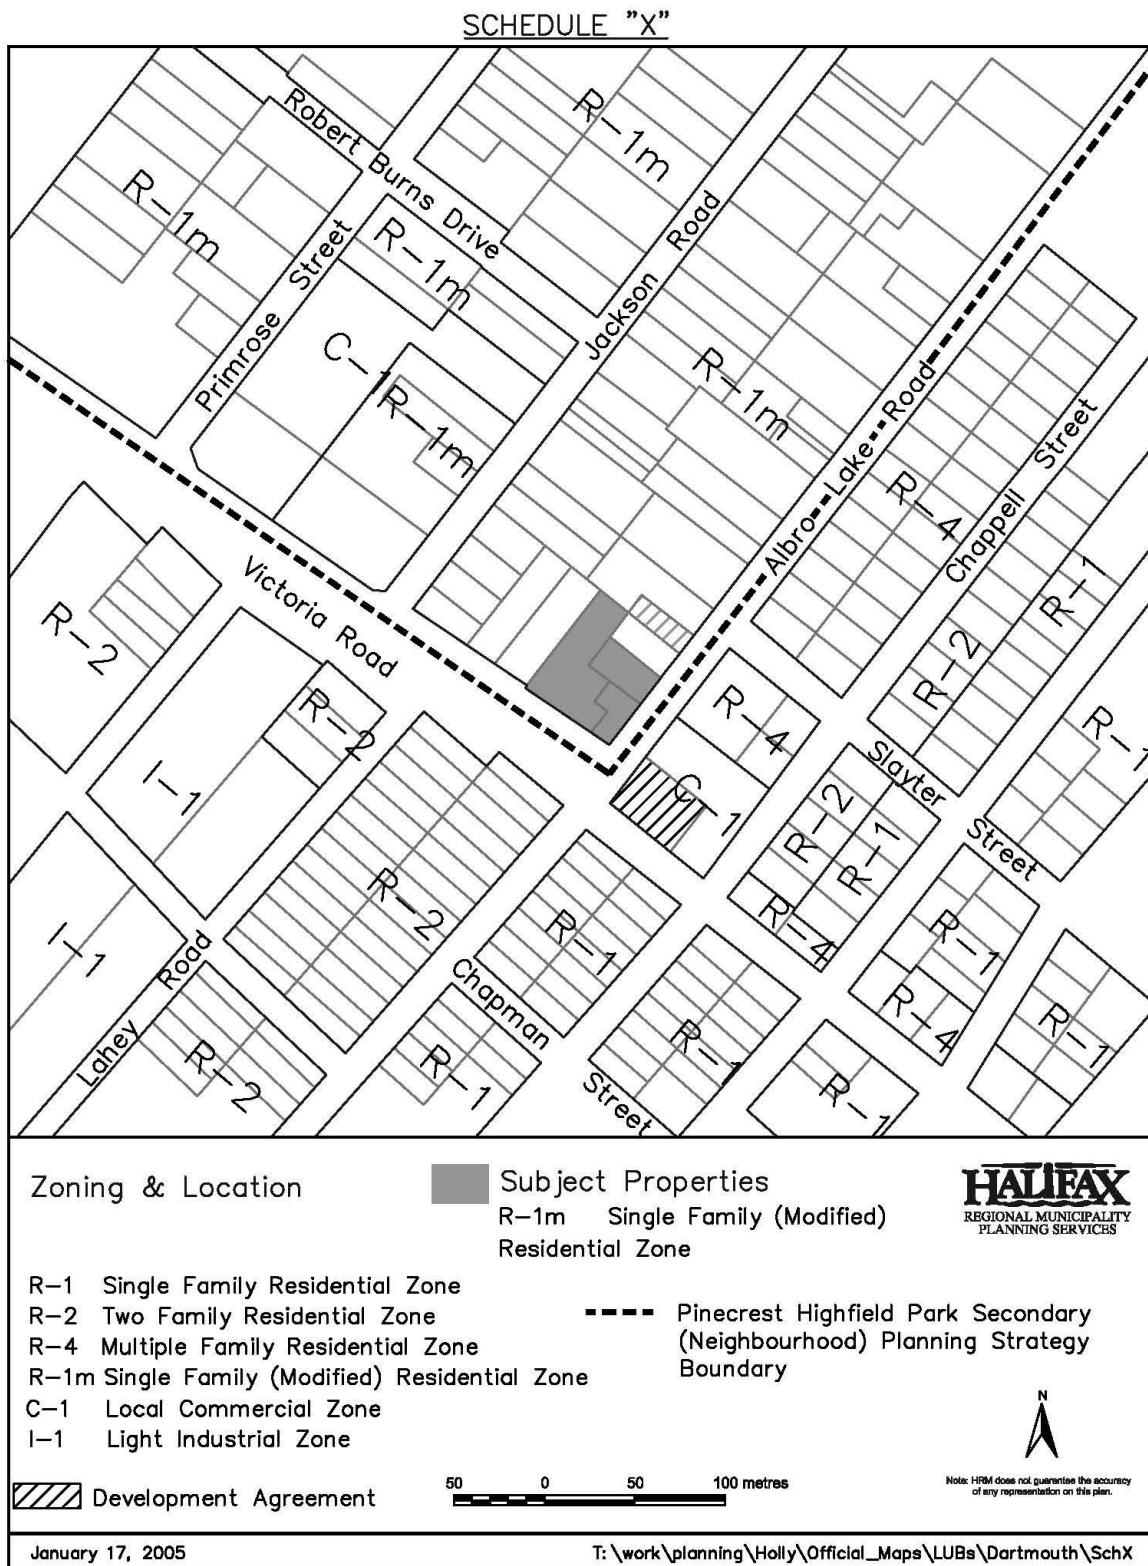 SCHEDULE "X"
Robert Burns Drive
R-1m
R-1m
R-1m
Primrose Street
Jackson Road
C-1
R-1m
R-1m
Albro Lake Road
R-4
Chappell Street
R-1
R-2
Victoria Road
R-2
R-2
R-4
R-1
I-1
C-1
Slayter Street
R-2
R-1
R-4
R-2
R-1
R-1
R-4
I-1
Lahey Road
R-2
Chapman Street
R-1
R-1
R-1
R-1
Zoning & Location
Subject Properties
R-1m Single Family (Modified)
Residential Zone
HALIFAX
REGIONAL MUNICIPALITY
PLANNING SERVICES
R-1 Single Family Residential Zone
R-2 Two Family Residential Zone
R-4 Multiple Family Residential Zone
R-1m Single Family (Modified) Residential Zone
C-1 Local Commercial Zone
I-1 Light Industrial Zone
Pinecrest Highfield Park Secondary
(Neighbourhood) Planning Strategy
Boundary
N
Development Agreement
50 0 50 100 metres
Note: HRM does not guarantee the accuracy
of any representation on this plan.
January 17, 2005
T:\work\planning\Holly\Official_Maps\LUBs\Dartmouth\SchX